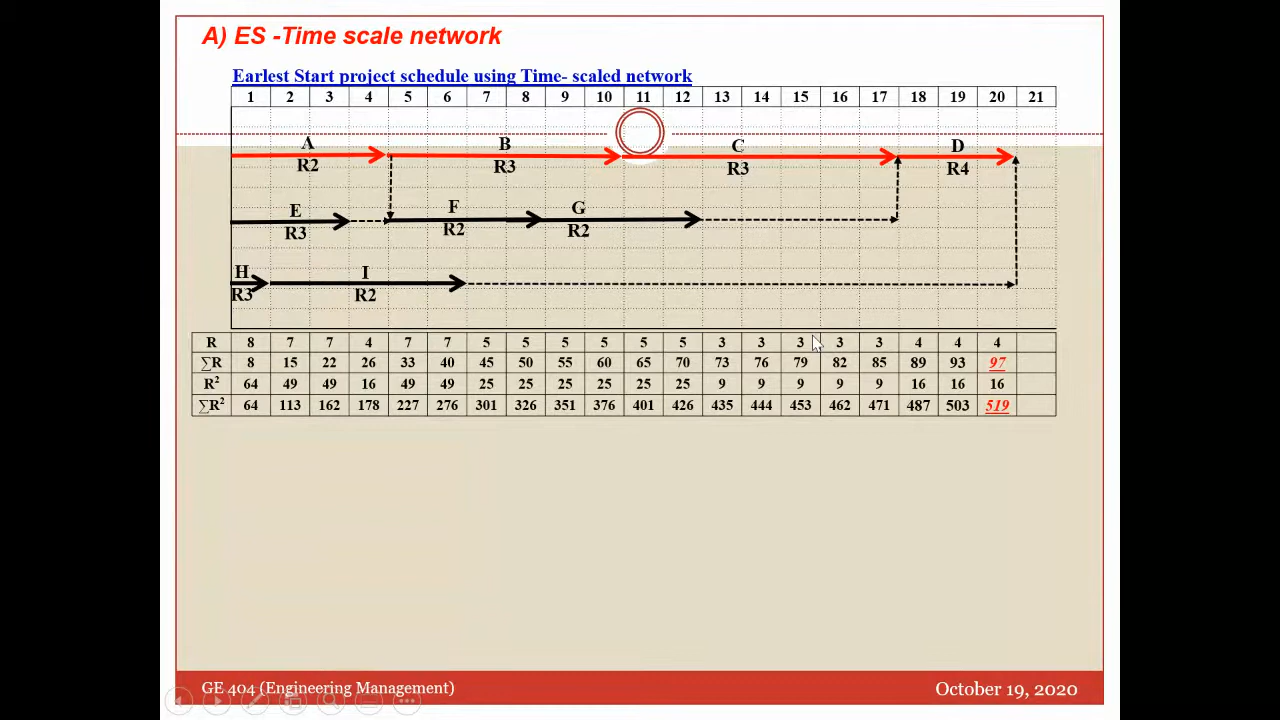 A) ES -Time scale network
Earlest Start project schedule using Time- scaled network
1 2 3 4 5 6 7 8 9 10 11 12 13 14 15 16 17 18 19 20 21
A B C D
R2 R3 R3 R4
E F G
R3 R2 R2
H I
R3 R2
R 8 7 7 4 7 7 5 5 5 5 5 5 3 3 3 3 3 4 4 4
∑R 8 15 22 26 33 40 45 50 55 60 65 70 73 76 79 82 85 89 93 97
R² 64 49 49 16 49 49 25 25 25 25 25 25 9 9 9 9 9 16 16 16
∑R² 64 113 162 178 227 276 301 326 351 376 401 426 435 444 453 462 471 487 503 519
GE 404 (Engineering Management) October 19, 2020